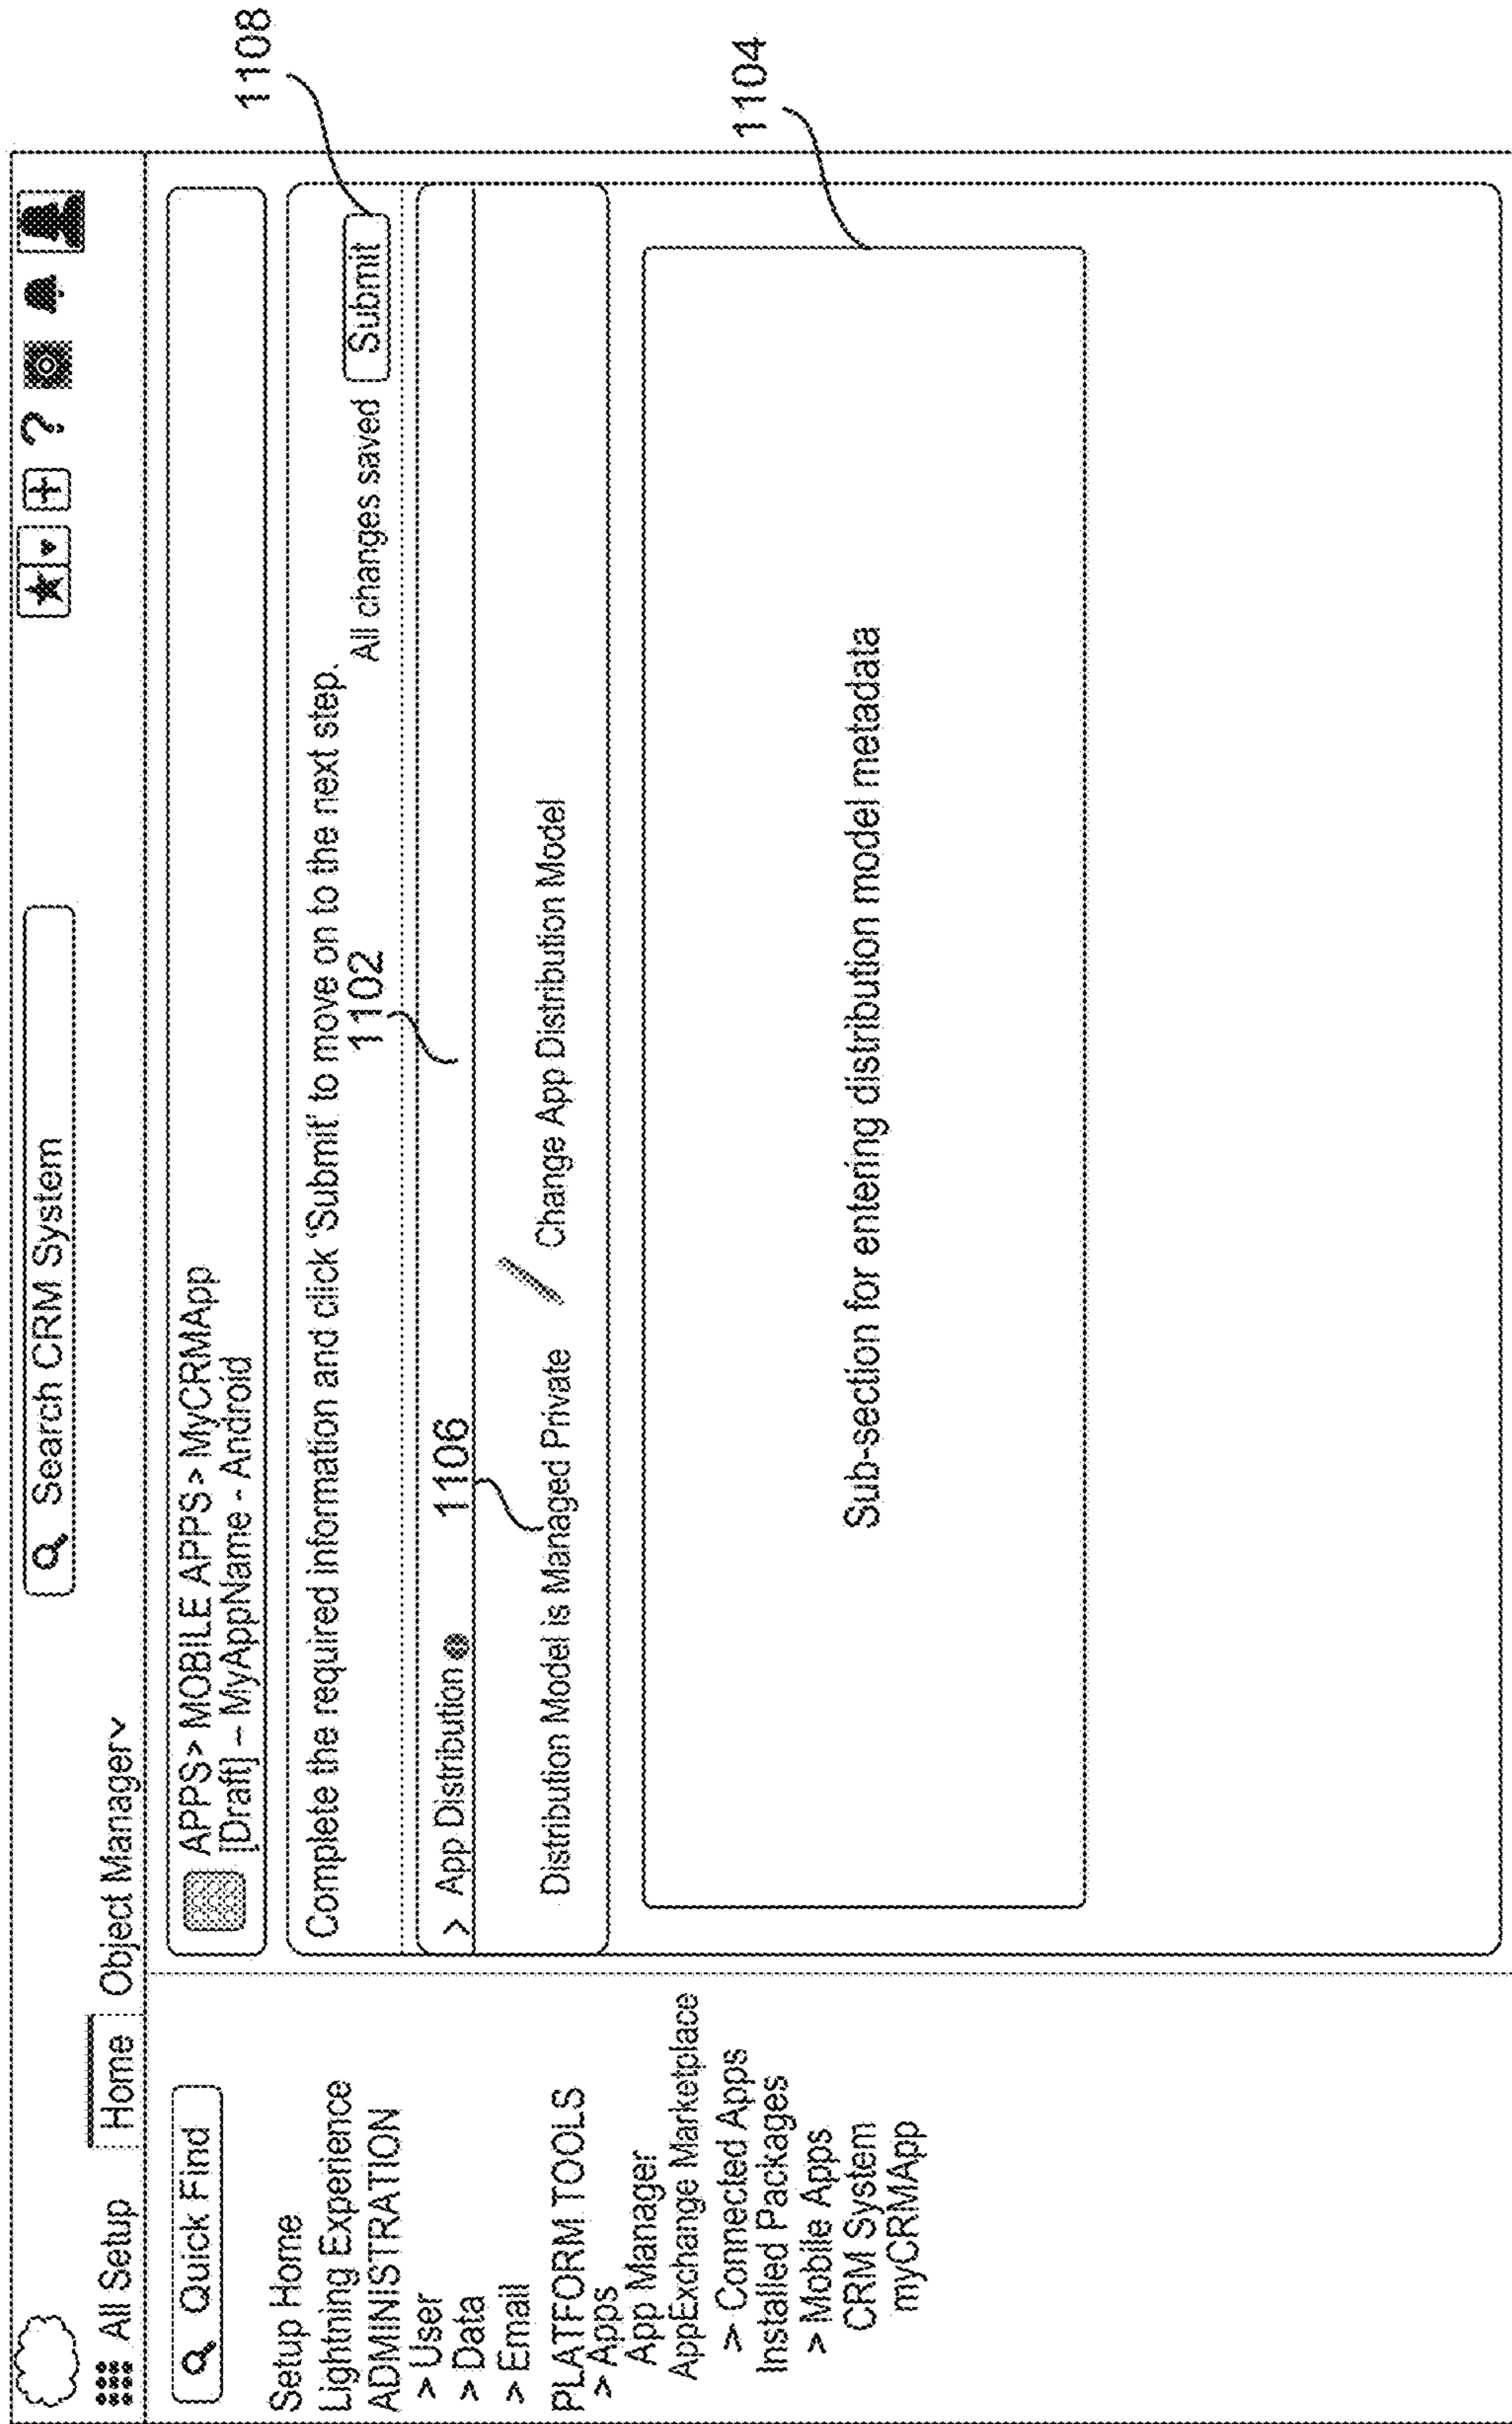 Search CRM System
★ ▾ + ?
All Setup Home Object Manager ˅
1108
Quick Find
Setup Home
Lightning Experience
ADMINISTRATION
> User
> Data
> Email
PLATFORM TOOLS
> Apps
App Manager
AppExchange Marketplace
> Connected Apps
Installed Packages
> Mobile Apps
CRM System
myCRMApp
APPS> MOBILE APPS> MyCRMApp
[Draft] – MyAppName - Android
Complete the required information and click 'Submit' to move on to the next step.
1102
All changes saved Submit
> App Distribution
1106
Distribution Model is Managed Private Change App Distribution Model
1104
Sub-section for entering distribution model metadata